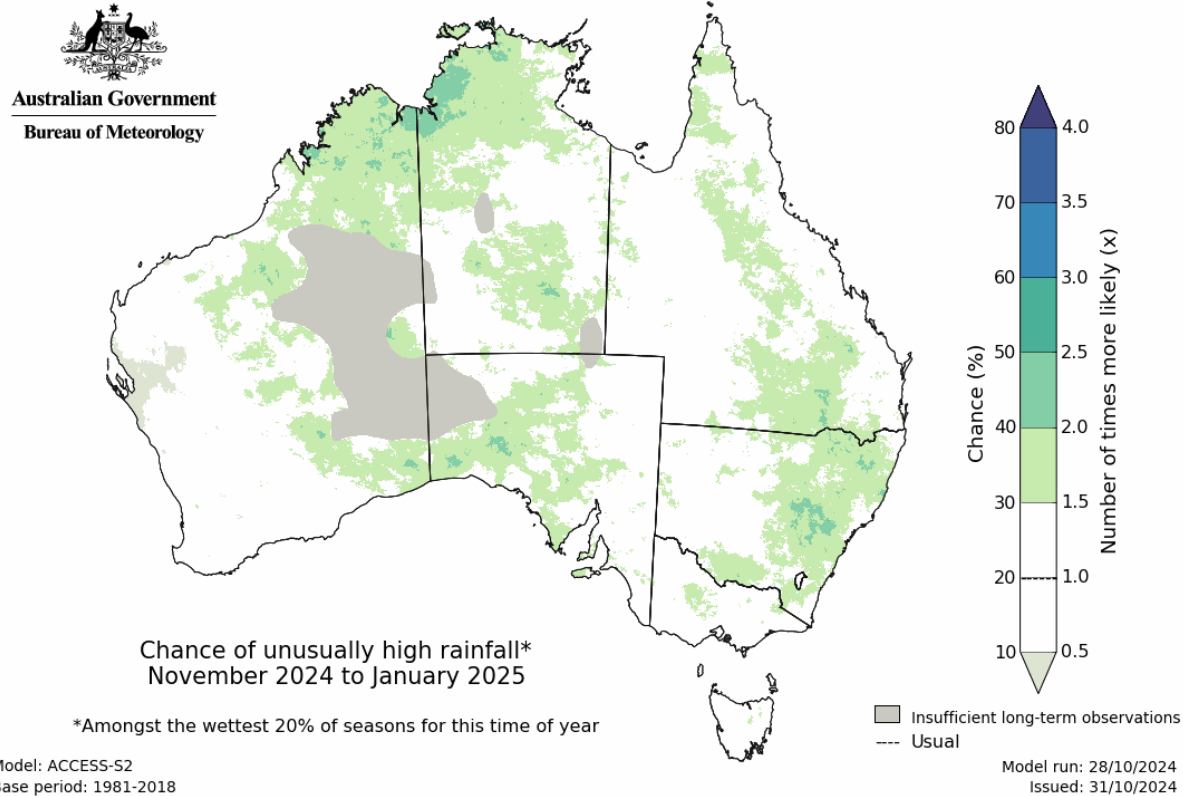 Australian Government
Bureau of Meteorology
Chance of unusually high rainfall*
November 2024 to January 2025
*Amongst the wettest 20% of seasons for this time of year
Model: ACCESS-S2
Base period: 1981-2018
Chance (%)
80
70
60
50
40
30
20
10
4.0
3.5
3.0
2.5
2.0
1.5
1.0
0.5
Number of times more likely (x)
Insufficient long-term observations
Usual
Model run: 28/10/2024
Issued: 31/10/2024